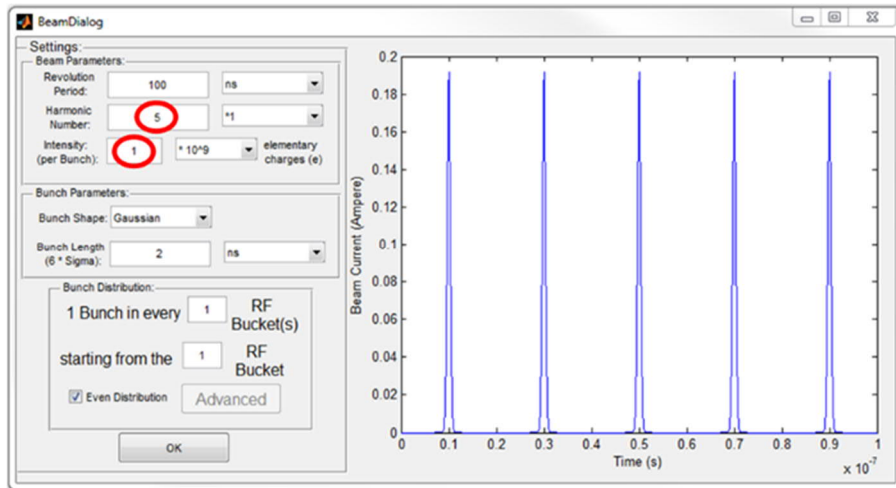 BeamDialog
Settings:
Beam Parameters:
Revolution
Period:
100
ns
Harmonic
Number:
5
*1
Intensity:
(per Bunch):
1
* 10^9
elementary
charges (e)
Bunch Parameters:
Bunch Shape:
Gaussian
Bunch Length
(6 * Sigma):
2
ns
Bunch Distribution:
1 Bunch in every
1
RF
Bucket(s)
starting from the
1
RF
Bucket
Even Distribution
Advanced
OK
0.2
0.18
0.16
0.14
0.12
0.1
0.08
0.06
0.04
0.02
0
Beam Current (Ampere)
0 0.1 0.2 0.3 0.4 0.5 0.6 0.7 0.8 0.9 1
Time (s)
x 10^-7